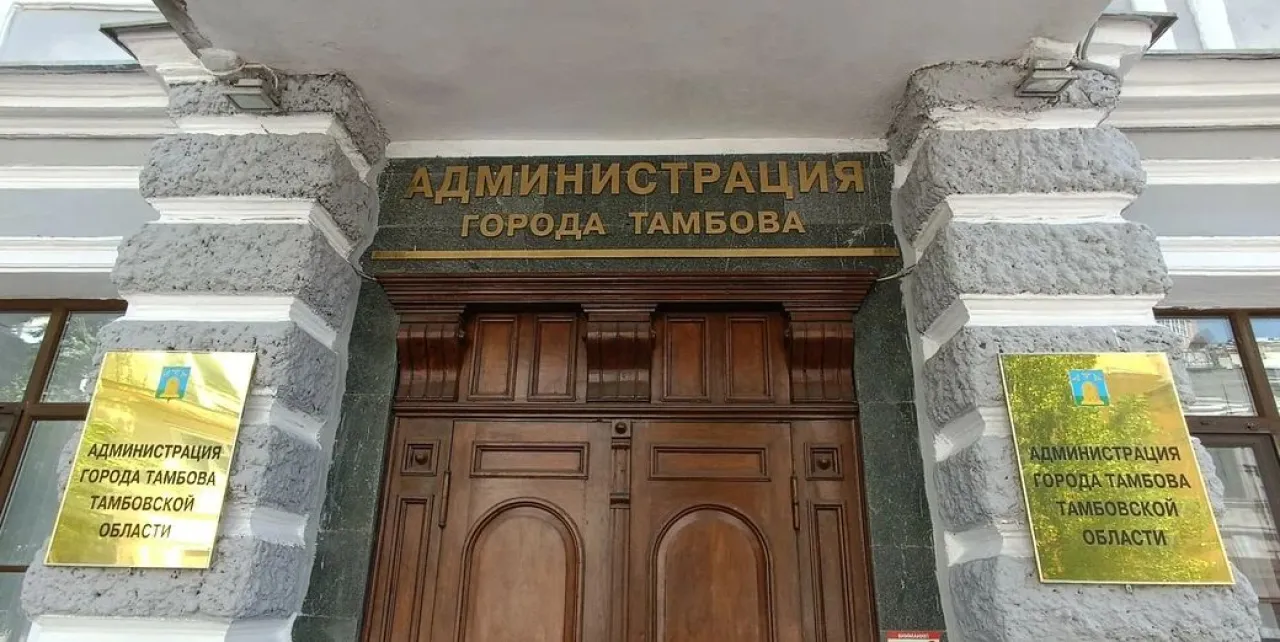 АДМИНИСТРАЦИЯ
ГОРОДА ТАМБОВА
АДМИНИСТРАЦИЯ
ГОРОДА ТАМБОВА
ТАМБОВСКОЙ
ОБЛАСТИ
АДМИНИСТРАЦИЯ
ГОРОДА ТАМБОВА
ТАМБОВСКОЙ
ОБЛАСТИ